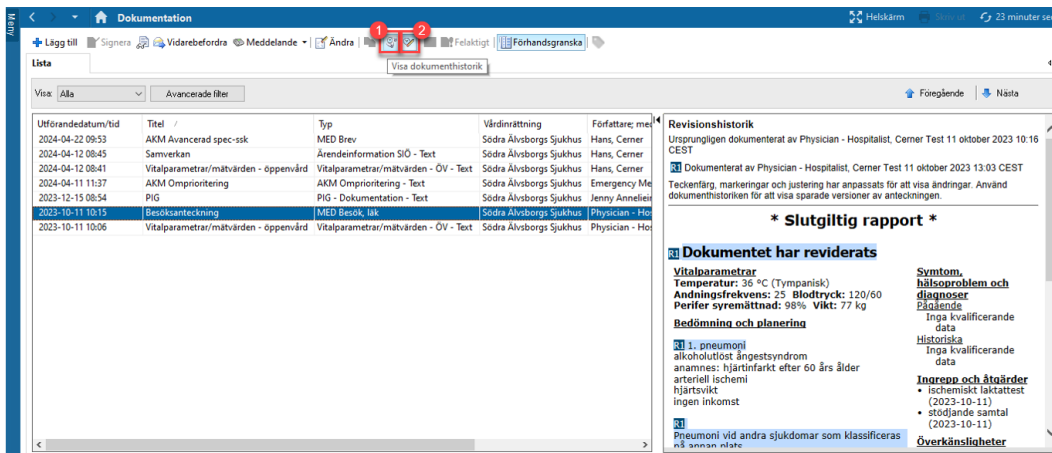 Meny
Dokumentation
Helskärm
Skriv ut
23 minuter se
1
2
Lägg till
Signera
Vidarebefordra
Meddelande
Ändra
Felaktigt
Förhandsgranska
Visa dokumenthistorik
Lista
Visa: Alla
Avancerade filter
Föregående
Nästa
Utförandedatum/tid Titel Typ Vårdinrättning Författare; med
2024-04-22 09:53 AKM Avancerad spec-ssk MED Brev Södra Älvsborgs Sjukhus Hans, Cerner
2024-04-12 08:45 Samverkan Ärendeinformation SIÖ - Text Södra Älvsborgs Sjukhus Hans, Cerner
2024-04-12 08:41 Vitalparametrar/mätvärden - öppenvård Vitalparametrar/mätvärden - ÖV - Text Södra Älvsborgs Sjukhus Hans, Cerner
2024-04-11 11:37 AKM Omprioritering AKM Omprioritering - Text Södra Älvsborgs Sjukhus Emergency Me
2023-12-15 08:54 PIG PIG - Dokumentation - Text Södra Älvsborgs Sjukhus Jenny Anneliei
2023-10-11 10:15 Besöksanteckning MED Besök, läk Södra Älvsborgs Sjukhus Physician - Ho
2023-10-11 10:06 Vitalparametrar/mätvärden - öppenvård Vitalparametrar/mätvärden - ÖV - Text Södra Älvsborgs Sjukhus Physician - Ho
Revisionshistorik
Ursprungligen dokumenterat av Physician - Hospitalist, Cerner Test 11 oktober 2023 10:16
CEST
R1 Dokumenterat av Physician - Hospitalist, Cerner Test 11 oktober 2023 13:03 CEST
Teckenfärg, markeringar och justering har anpassats för att visa ändringar. Använd
dokumenthistoriken för att visa sparade versioner av anteckningen.
* Slutgiltig rapport *
R1 Dokumentet har reviderats
Vitalparametrar
Temperatur: 36 °C (Tympanisk)
Andningsfrekvens: 25 Blodtryck: 120/60
Perifer syremättnad: 98% Vikt: 77 kg
Bedömning och planering
R1 1. pneumoni
alkoholutlöst ångestsyndrom
anamnes: hjärtinfarkt efter 60 års ålder
arteriell ischemi
hjärtsvikt
ingen inkomst
R1
Pneumoni vid andra sjukdomar som klassificeras
på annan plats
Symtom,
hälsoproblem och
diagnoser
Pågående
Inga kvalificerande
data
Historiska
Inga kvalificerande
data
Ingrepp och åtgärder
• ischemiskt laktattest
(2023-10-11)
• stödjande samtal
(2023-10-11)
Överkänsligheter